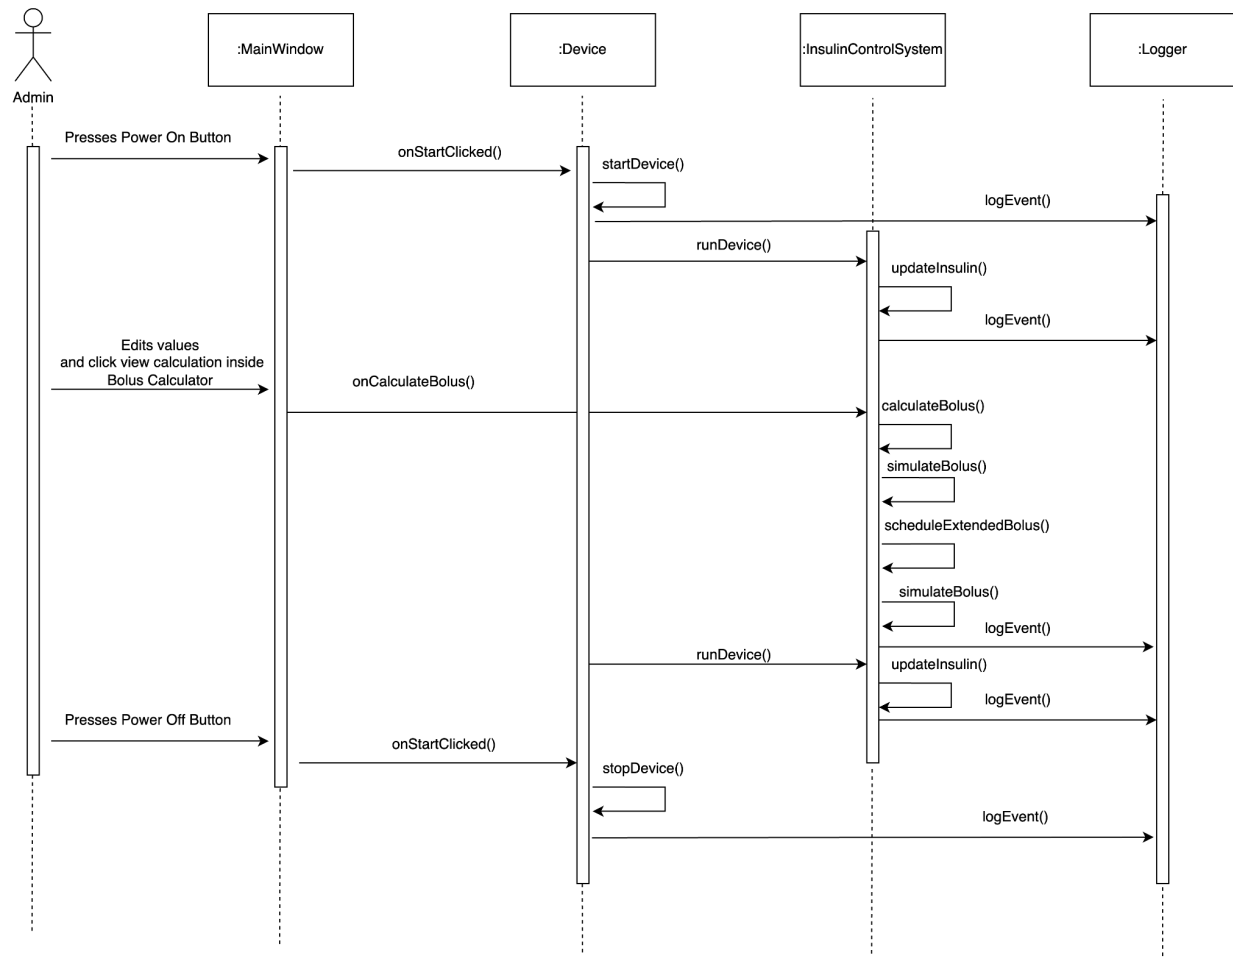 :MainWindow
:Device
:InsulinControlSystem
:Logger
Admin
Presses Power On Button
onStartClicked()
startDevice()
logEvent()
runDevice()
updateInsulin()
logEvent()
Edits values
and click view calculation inside
Bolus Calculator
onCalculateBolus()
calculateBolus()
simulateBolus()
scheduleExtendedBolus()
simulateBolus()
logEvent()
runDevice()
updateInsulin()
logEvent()
Presses Power Off Button
onStartClicked()
stopDevice()
logEvent()